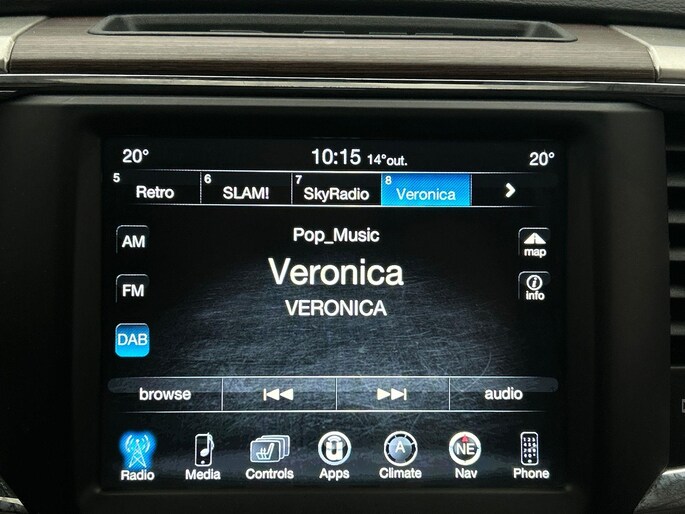 20° 10:15 14°out. 20°
5 Retro 6 SLAM! 7 SkyRadio 8 Veronica
AM Pop_Music map
Veronica
FM VERONICA info
DAB
browse audio
A NE
Radio Media Controls Apps Climate Nav Phone